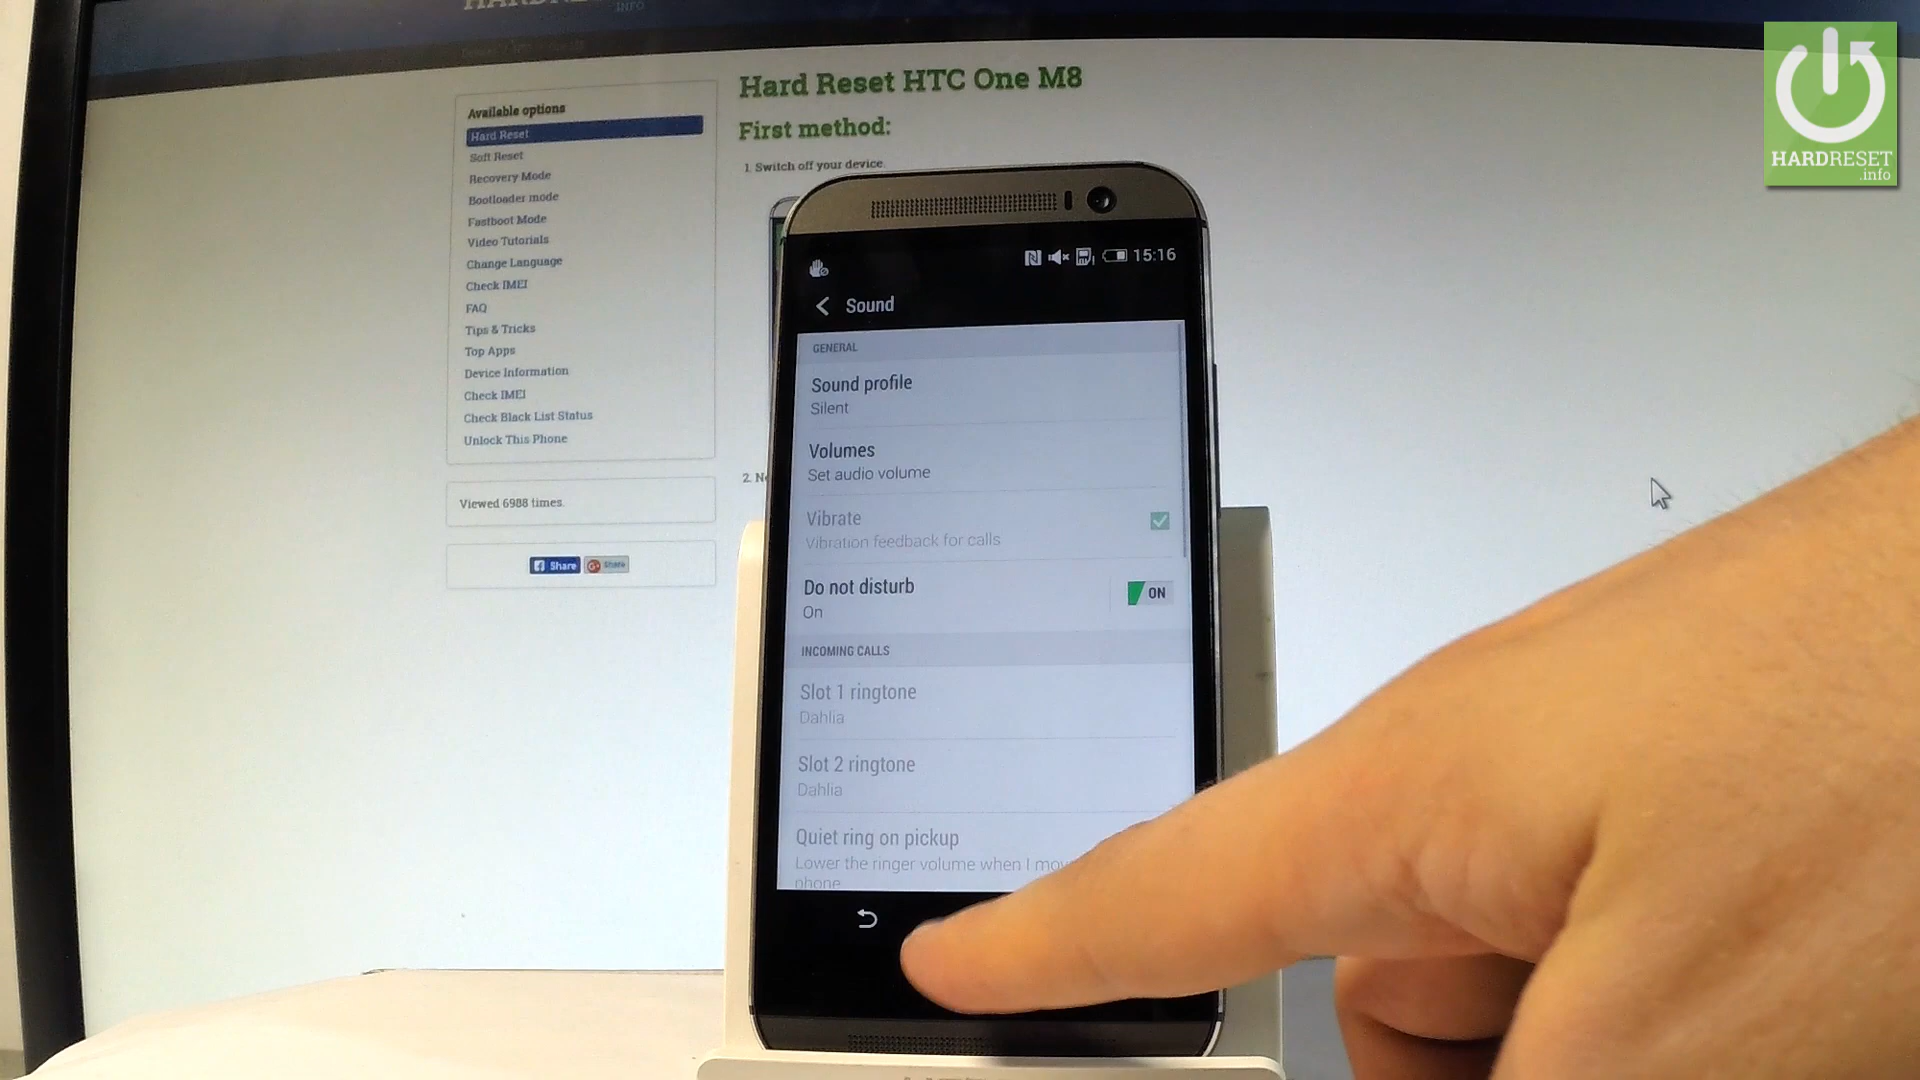 Hard Reset HTC One M8
First method:
1. Switch off your device.
2.
Available options
Hard Reset
Soft Reset
Recovery Mode
Bootloader mode
Fastboot Mode
Video Tutorials
Change Language
Check IMEI
FAQ
Tips & Tricks
Top Apps
Device Information
Check IMEI
Check Black List Status
Unlock This Phone
Viewed 6988 times.
Share
Share
15:16
Sound
GENERAL
Sound profile
Silent
Volumes
Set audio volume
Vibrate
Vibration feedback for calls
Do not disturb
On
ON
INCOMING CALLS
Slot 1 ringtone
Dahlia
Slot 2 ringtone
Dahlia
Quiet ring on pickup
Lower the ringer volume when I
phone
HARDRESET
.info